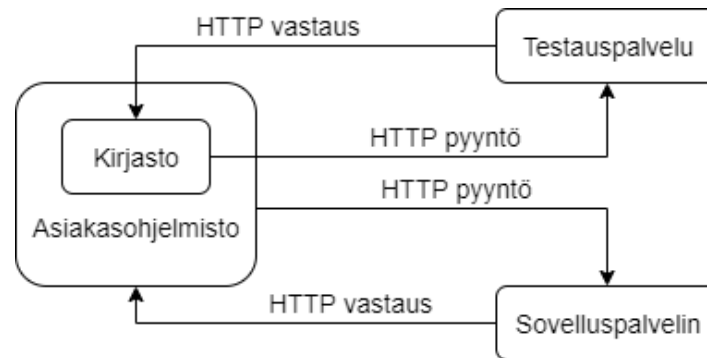 HTTP vastaus
Testauspalvelu
Kirjasto
HTTP pyyntö
HTTP pyyntö
Asiakasohjelmisto
HTTP vastaus
Sovelluspalvelin